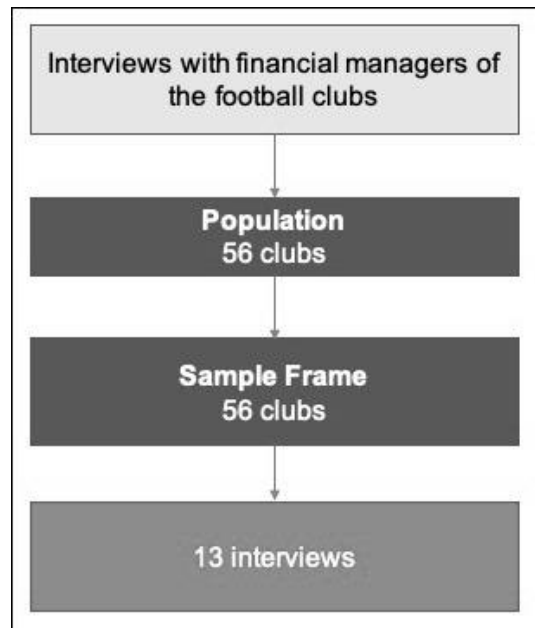 Interviews with financial managers of
the football clubs
Population
56 clubs
Sample Frame
56 clubs
13 interviews